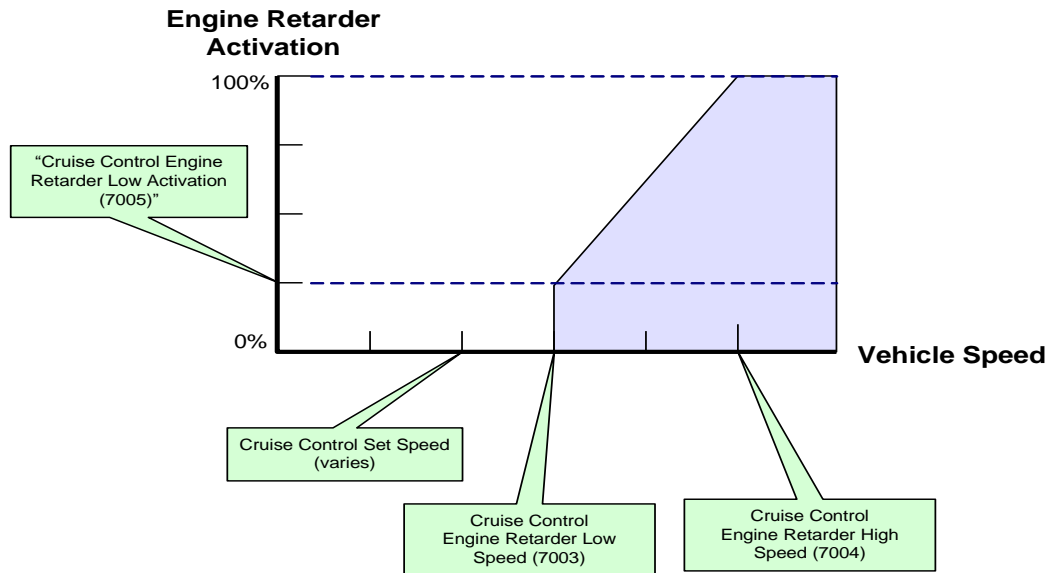 Engine Retarder
Activation
100%
“Cruise Control Engine
Retarder Low Activation
(7005)”
0%
Vehicle Speed
Cruise Control Set Speed
(varies)
Cruise Control
Engine Retarder Low
Speed (7003)
Cruise Control
Engine Retarder High
Speed (7004)